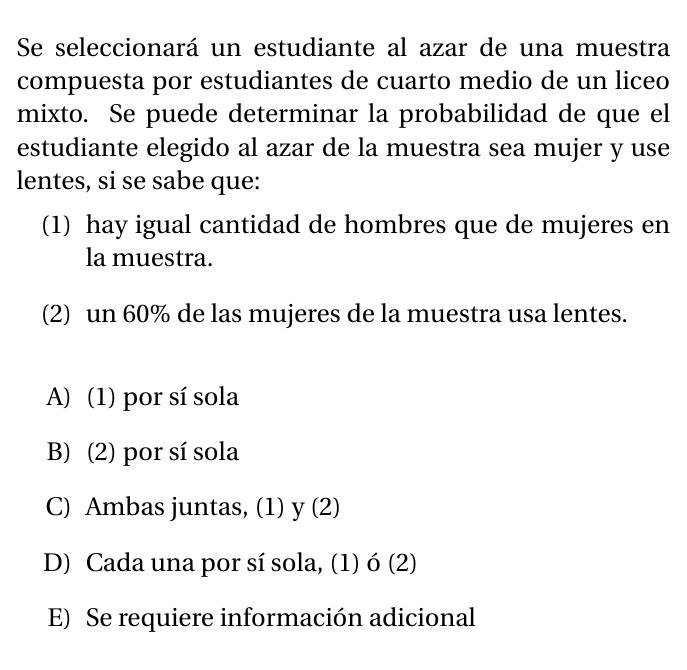 Se seleccionará un estudiante al azar de una muestra
compuesta por estudiantes de cuarto medio de un liceo
mixto. Se puede determinar la probabilidad de que el
estudiante elegido al azar de la muestra sea mujer y use
lentes, si se sabe que:
(1) hay igual cantidad de hombres que de mujeres en
la muestra.
(2) un 60% de las mujeres de la muestra usa lentes.
A) (1) por sí sola
B) (2) por sí sola
C) Ambas juntas, (1) y (2)
D) Cada una por sí sola, (1) ó (2)
E) Se requiere información adicional